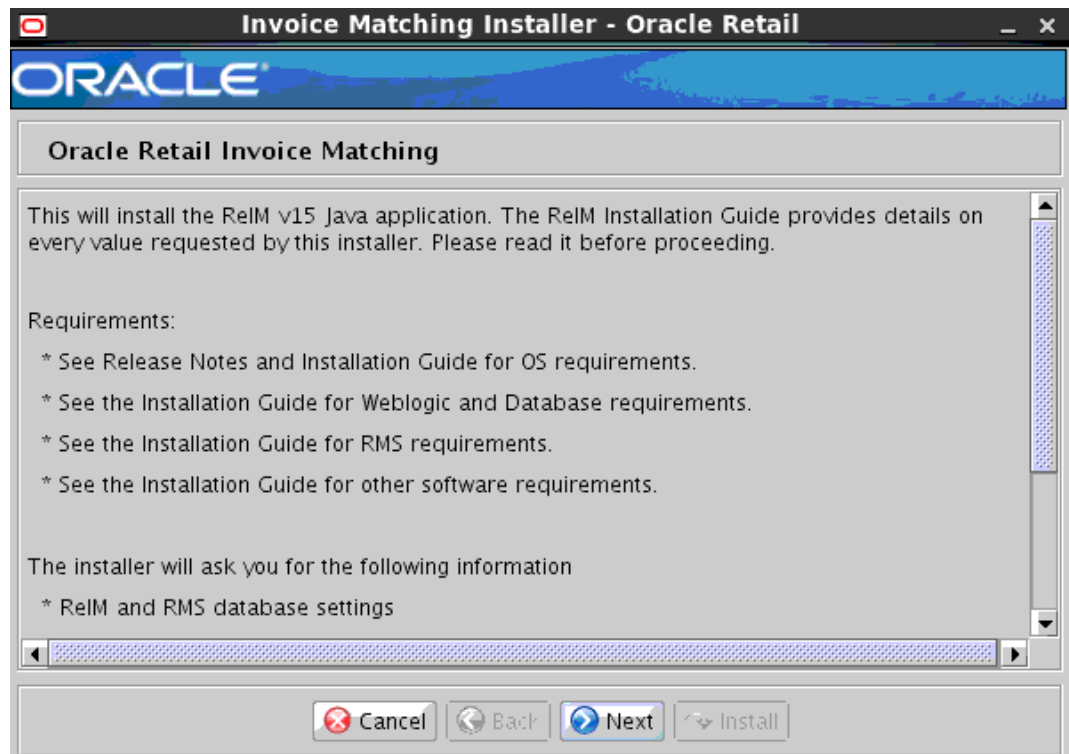 Invoice Matching Installer - Oracle Retail
ORACLE
Oracle Retail Invoice Matching
This will install the ReIM v15 Java application. The ReIM Installation Guide provides details on
every value requested by this installer. Please read it before proceeding.
Requirements:
* See Release Notes and Installation Guide for OS requirements.
* See the Installation Guide for Weblogic and Database requirements.
* See the Installation Guide for RMS requirements.
* See the Installation Guide for other software requirements.
The installer will ask you for the following information
* ReIM and RMS database settings
Cancel Back Next Install